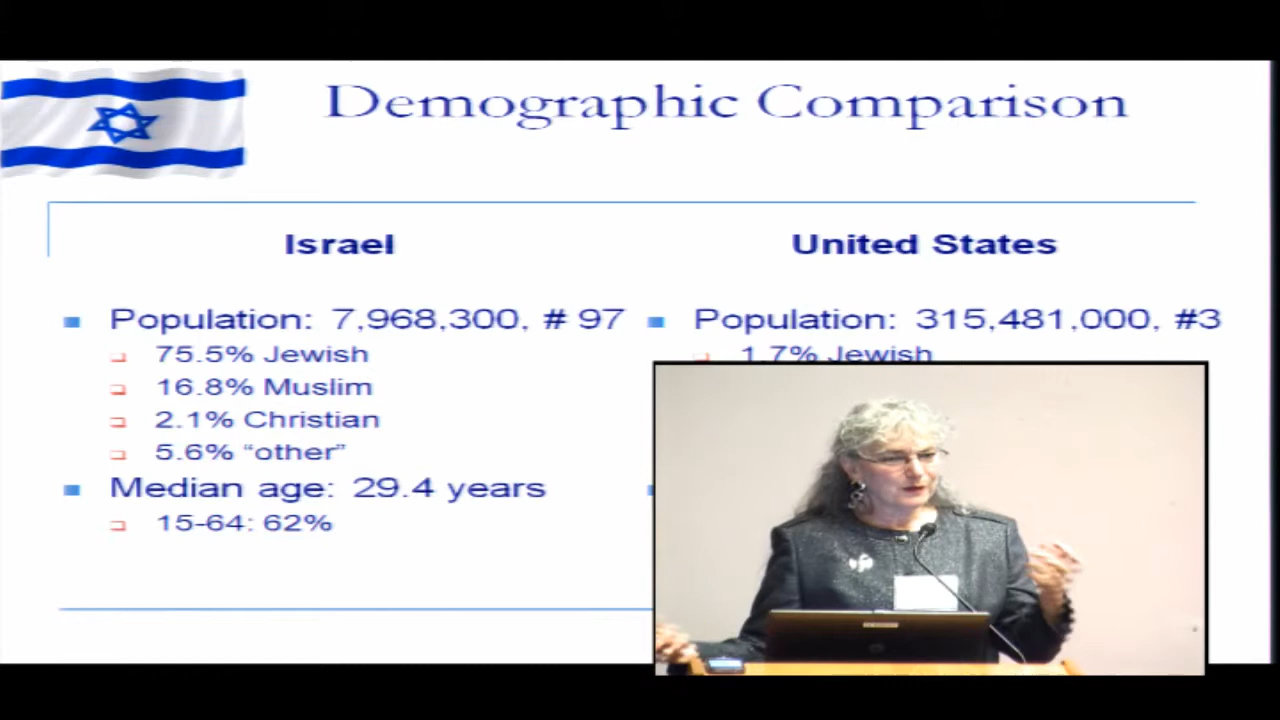 Demographic Comparison
Israel
Population: 7,968,300, # 97
75.5% Jewish
16.8% Muslim
2.1% Christian
5.6% “other”
Median age: 29.4 years
15-64: 62%
United States
Population: 315,481,000, #3
1.7% Jewish